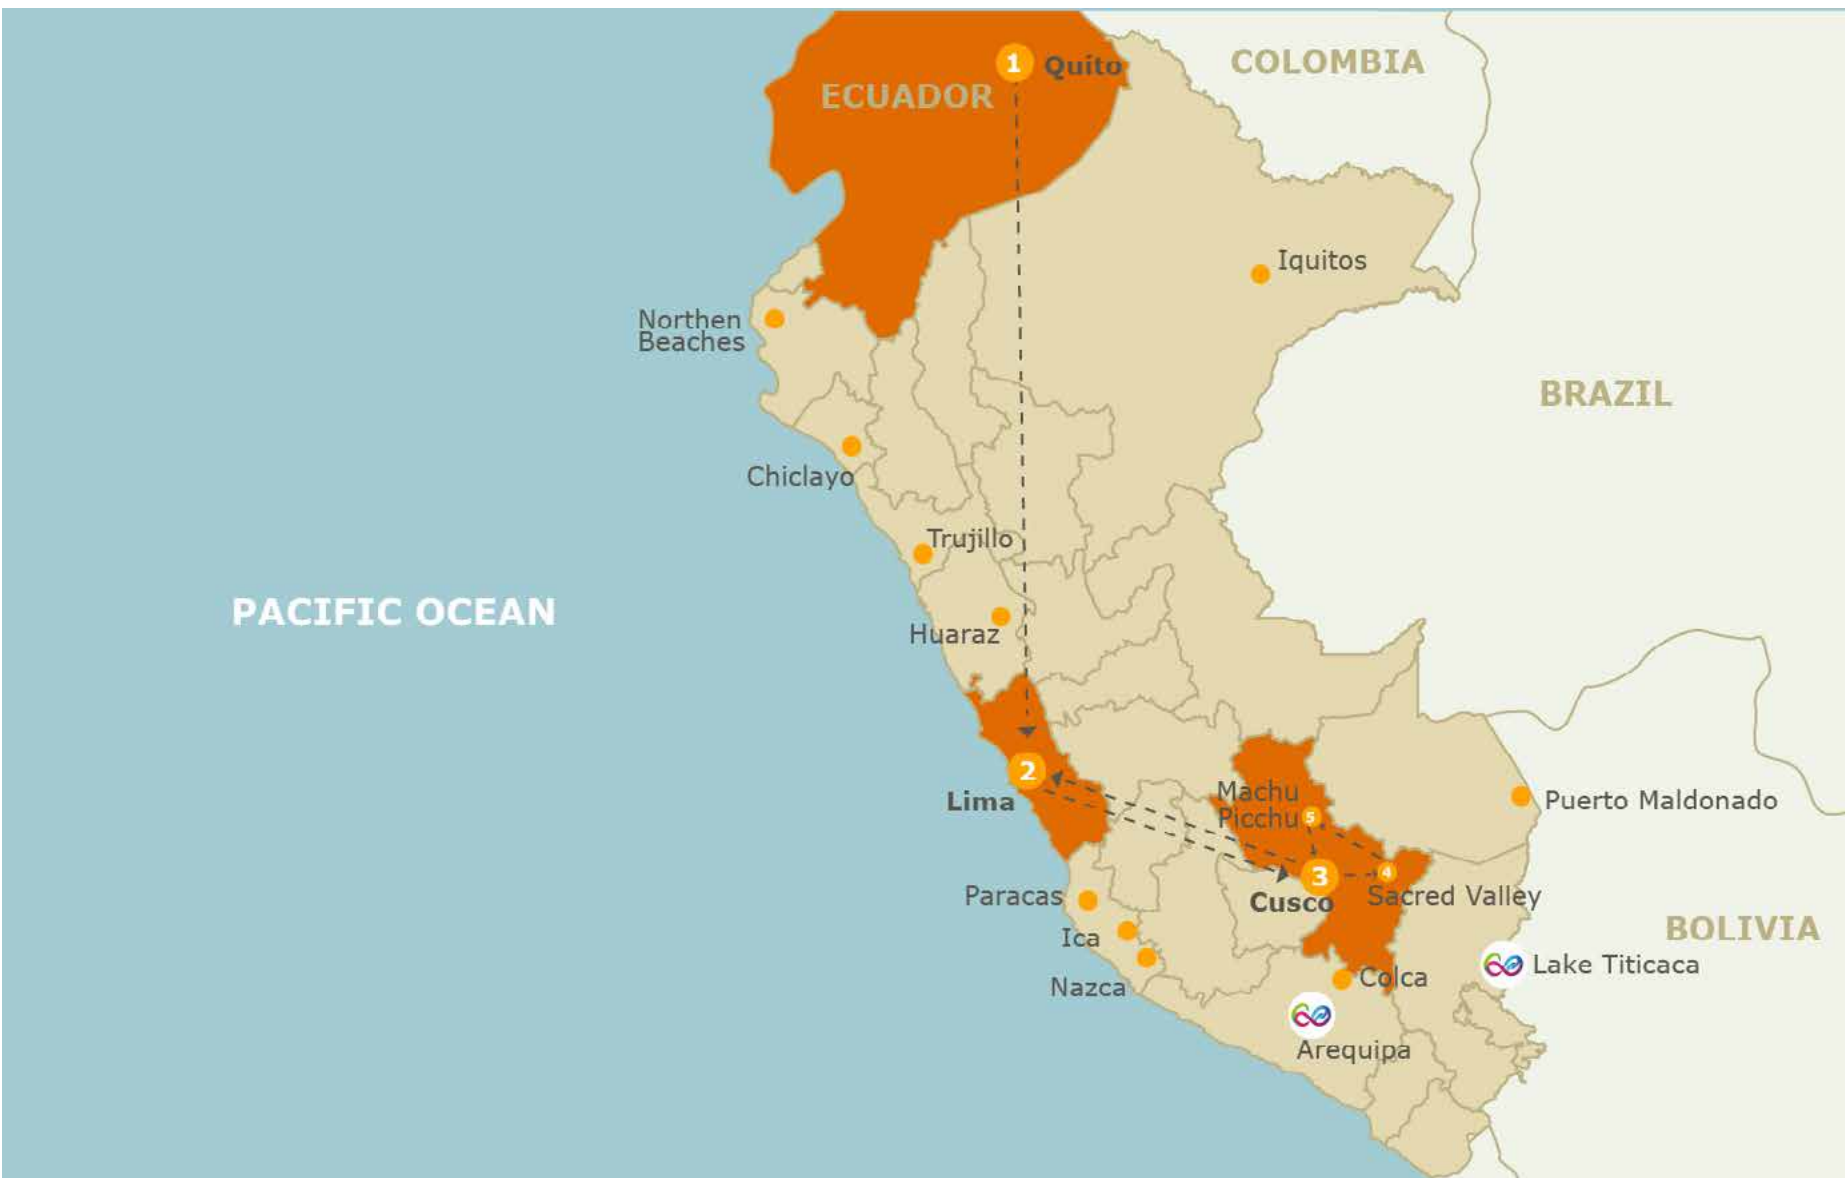 COLOMBIA
1
Quito
ECUADOR
Iquitos
Northen
Beaches
BRAZIL
Chiclayo
Trujillo
PACIFIC OCEAN
Huaraz
2
Lima
Machu
Picchu
5
Puerto Maldonado
3
4
Cusco
Sacred Valley
Paracas
Ica
BOLIVIA
Nazca
Colca
Lake Titicaca
Arequipa